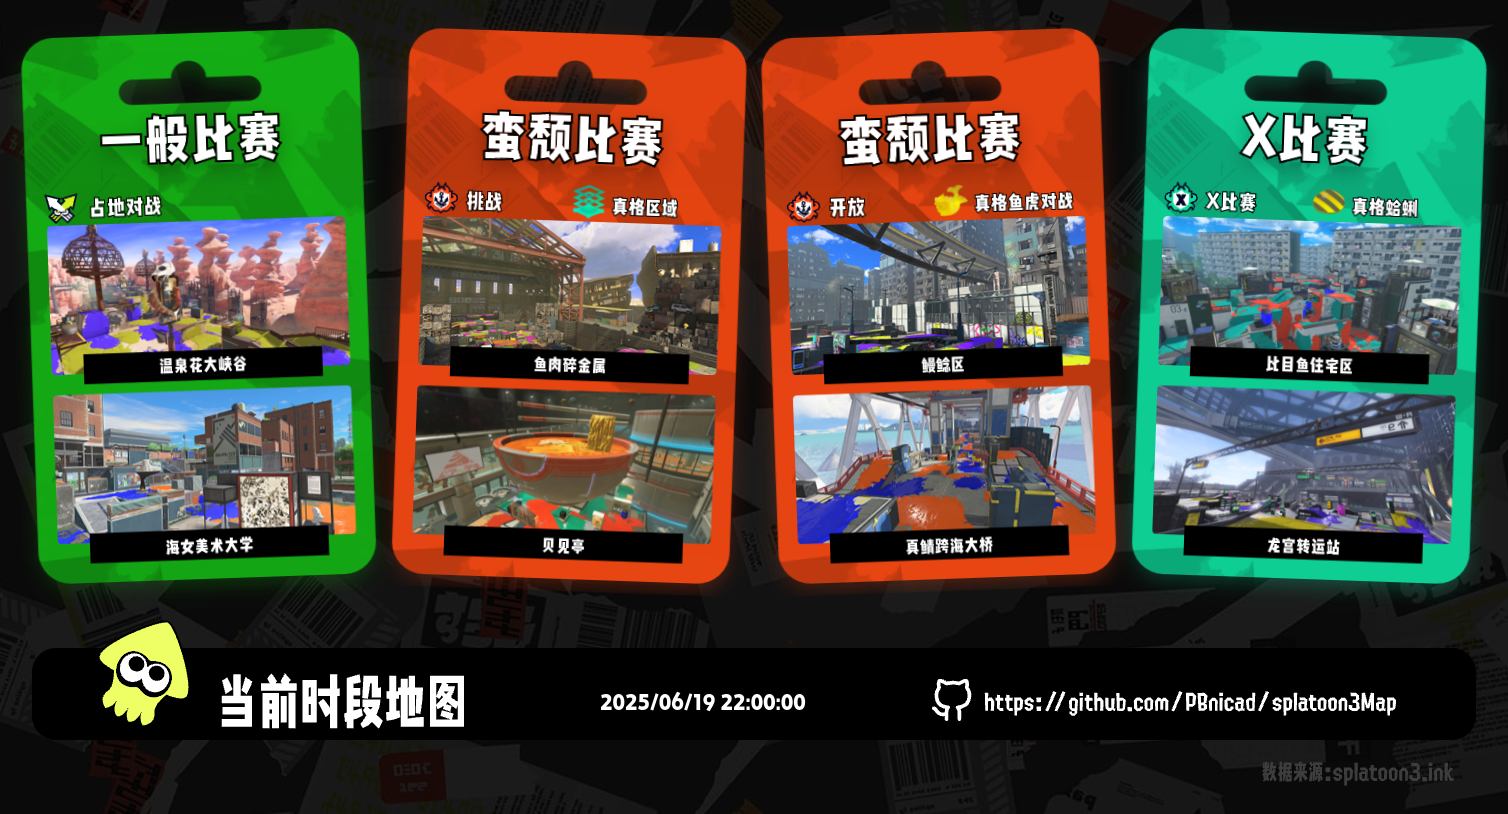 一般比赛
占地对战
温泉花大峡谷
海女美术大学
蛮颓比赛
挑战
真格区域
鱼肉碎金属
贝见亭
蛮颓比赛
开放
真格鱼虎对战
鳗鲶区
真鲭跨海大桥
X比赛
X比赛
真格蛤蜊
比目鱼住宅区
龙宫转运站
当前时段地图
2025/06/19 22:00:00
https://github.com/PBnicad/splatoon3Map
数据来源:splatoon3.ink